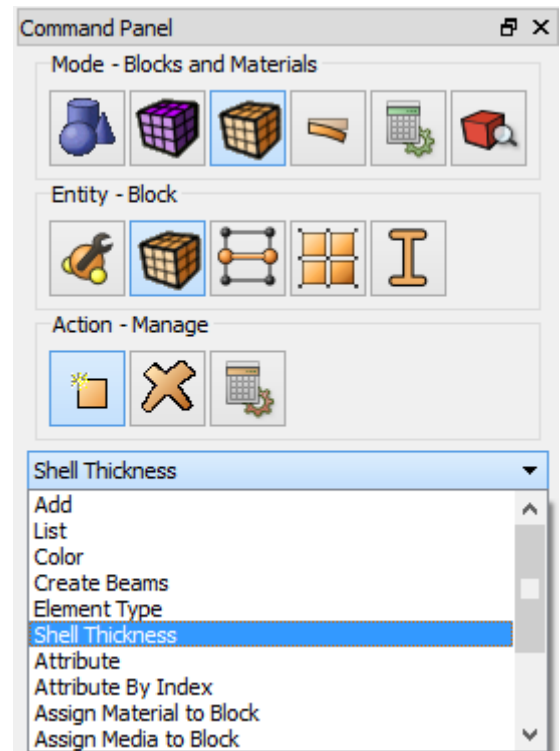 Command Panel
Mode - Blocks and Materials
Entity - Block
Action - Manage
Shell Thickness
Add
List
Color
Create Beams
Element Type
Shell Thickness
Attribute
Attribute By Index
Assign Material to Block
Assign Media to Block